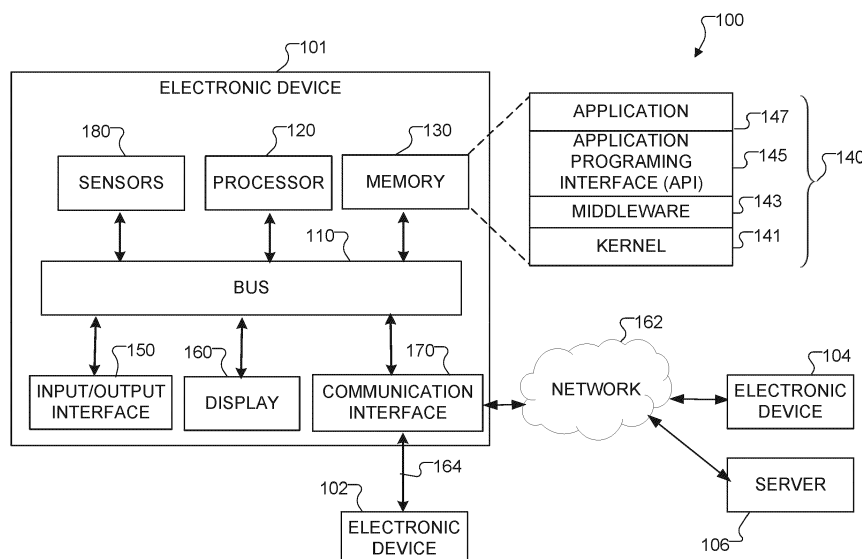 101
100
ELECTRONIC DEVICE
180
120
130
SENSORS
PROCESSOR
MEMORY
APPLICATION
147
APPLICATION
PROGRAMING
INTERFACE (API)
145
MIDDLEWARE
143
KERNEL
141
140
110
BUS
150
160
170
INPUT/OUTPUT
INTERFACE
DISPLAY
COMMUNICATION
INTERFACE
162
NETWORK
104
ELECTRONIC
DEVICE
164
102
ELECTRONIC
DEVICE
SERVER
106